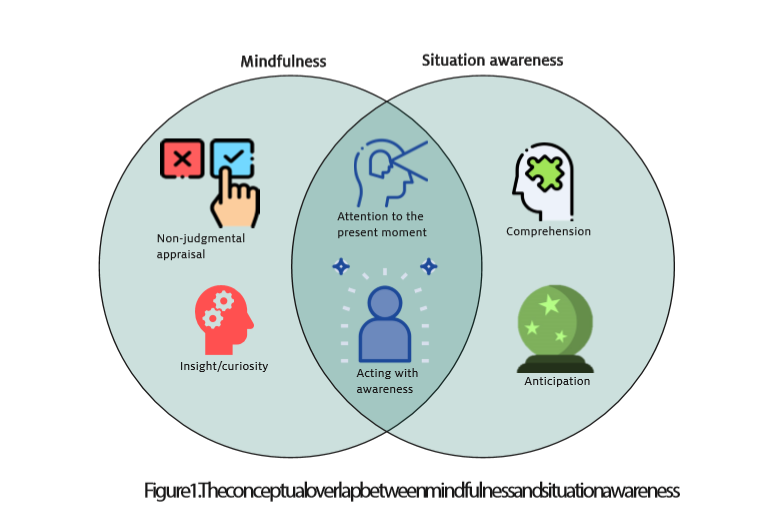 Mindfulness
Situation awareness
Non-judgmental
appraisal
Insight/curiosity
Attention to the
present moment
Acting with
awareness
Comprehension
Anticipation
Figure1.Theconceptualoverlapbetweenmindfulnessandsituationawareness